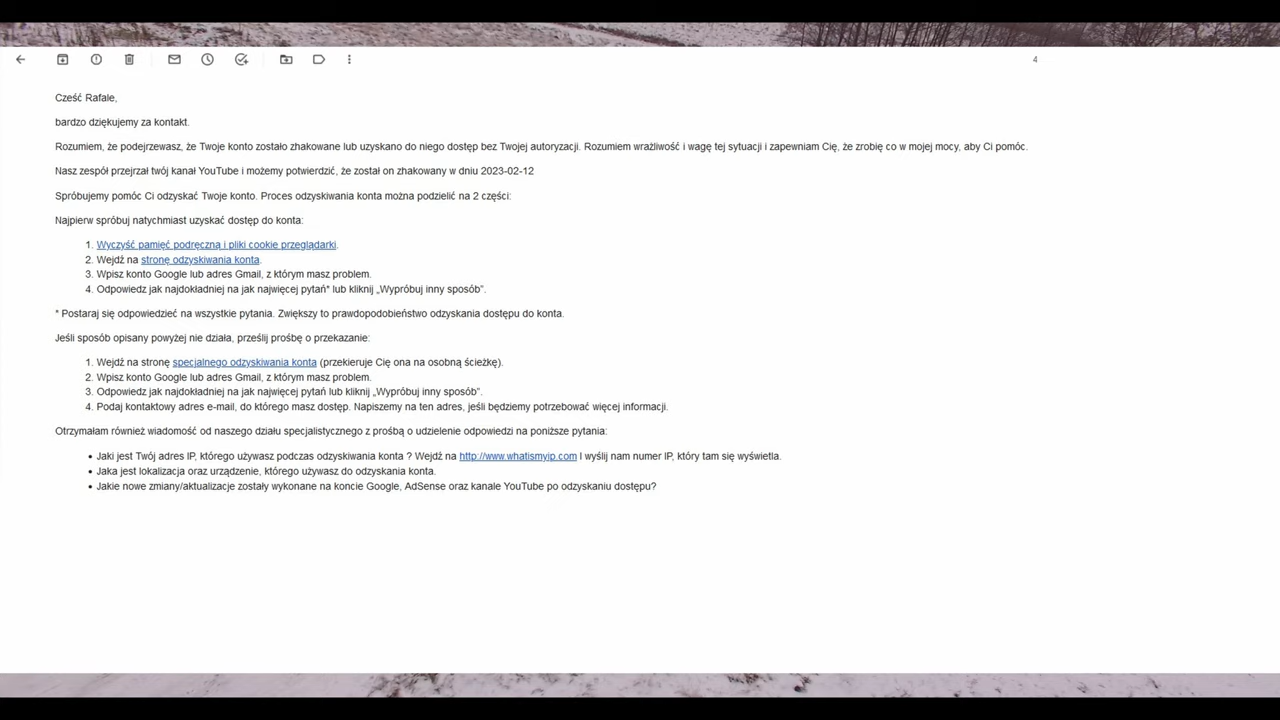 4
Cześć Rafale,
bardzo dziękujemy za kontakt.
Rozumiem, że podejrzewasz, że Twoje konto zostało zhakowane lub uzyskano do niego dostęp bez Twojej autoryzacji. Rozumiem wrażliwość i wagę tej sytuacji i zapewniam Cię, że zrobię co w mojej mocy, aby Ci pomóc.
Nasz zespół przejrzał twój kanał YouTube i możemy potwierdzić, że został on zhakowany w dniu 2023-02-12
Spróbujemy pomóc Ci odzyskać Twoje konto. Proces odzyskiwania konta można podzielić na 2 części:
Najpierw spróbuj natychmiast uzyskać dostęp do konta:
1. Wyczyść pamięć podręczną i pliki cookie przeglądarki.
2. Wejdź na stronę odzyskiwania konta.
3. Wpisz konto Google lub adres Gmail, z którym masz problem.
4. Odpowiedz jak najdokładniej na jak najwięcej pytań* lub kliknij „Wypróbuj inny sposób”.
* Postaraj się odpowiedzieć na wszystkie pytania. Zwiększy to prawdopodobieństwo odzyskania dostępu do konta.
Jeśli sposób opisany powyżej nie działa, prześlij prośbę o przekazanie:
1. Wejdź na stronę specjalnego odzyskiwania konta (przekieruje Cię ona na osobną ścieżkę).
2. Wpisz konto Google lub adres Gmail, z którym masz problem.
3. Odpowiedz jak najdokładniej na jak najwięcej pytań lub kliknij „Wypróbuj inny sposób”.
4. Podaj kontaktowy adres e-mail, do którego masz dostęp. Napiszemy na ten adres, jeśli będziemy potrzebować więcej informacji.
Otrzymałam również wiadomość od naszego działu specjalistycznego z prośbą o udzielenie odpowiedzi na poniższe pytania:
• Jaki jest Twój adres IP, którego używasz podczas odzyskiwania konta ? Wejdź na http://www.whatismyip.com I wyślij nam numer IP, który tam się wyświetla.
• Jaka jest lokalizacja oraz urządzenie, którego używasz do odzyskania konta.
• Jakie nowe zmiany/aktualizacje zostały wykonane na koncie Google, AdSense oraz kanale YouTube po odzyskaniu dostępu?